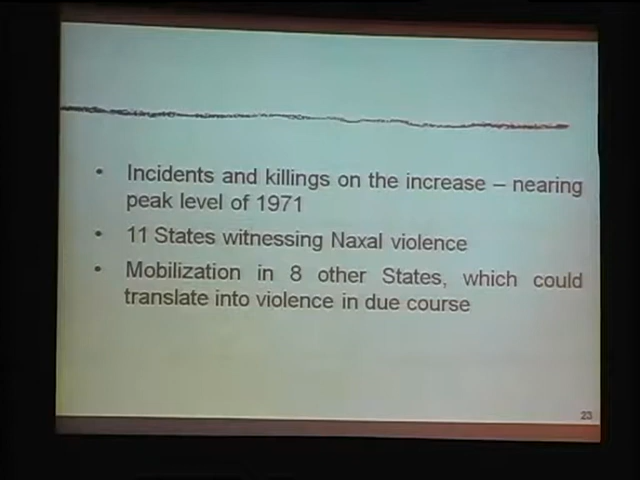 • Incidents and killings on the increase – nearing
peak level of 1971
• 11 States witnessing Naxal violence
• Mobilization in 8 other States, which could
translate into violence in due course
23